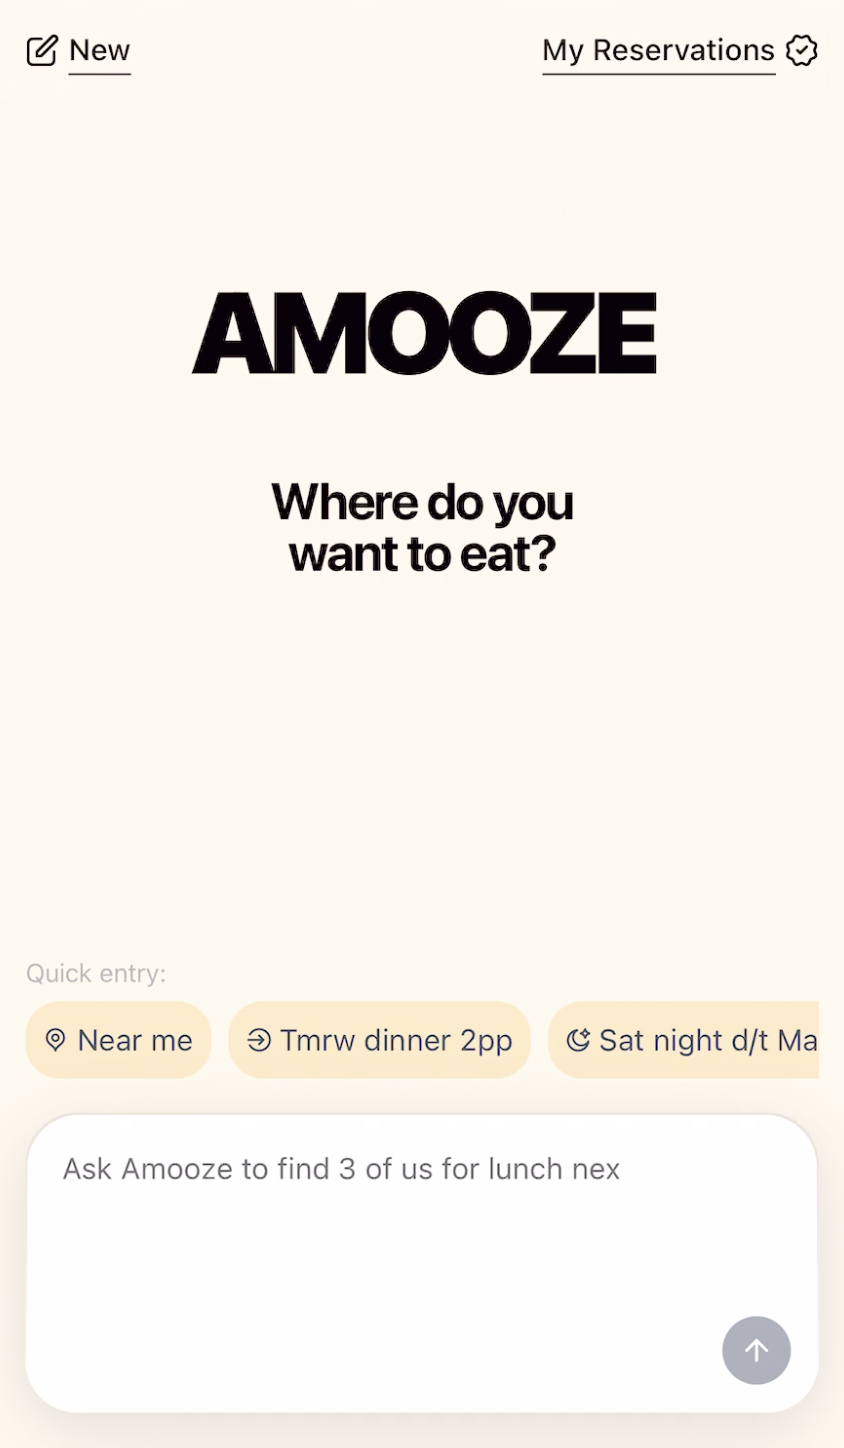 New
My Reservations
AMOOZE
Where do you
want to eat?
Quick entry:
Near me
Tmrw dinner 2pp
Sat night d/t Ma
Ask Amooze to find 3 of us for lunch nex